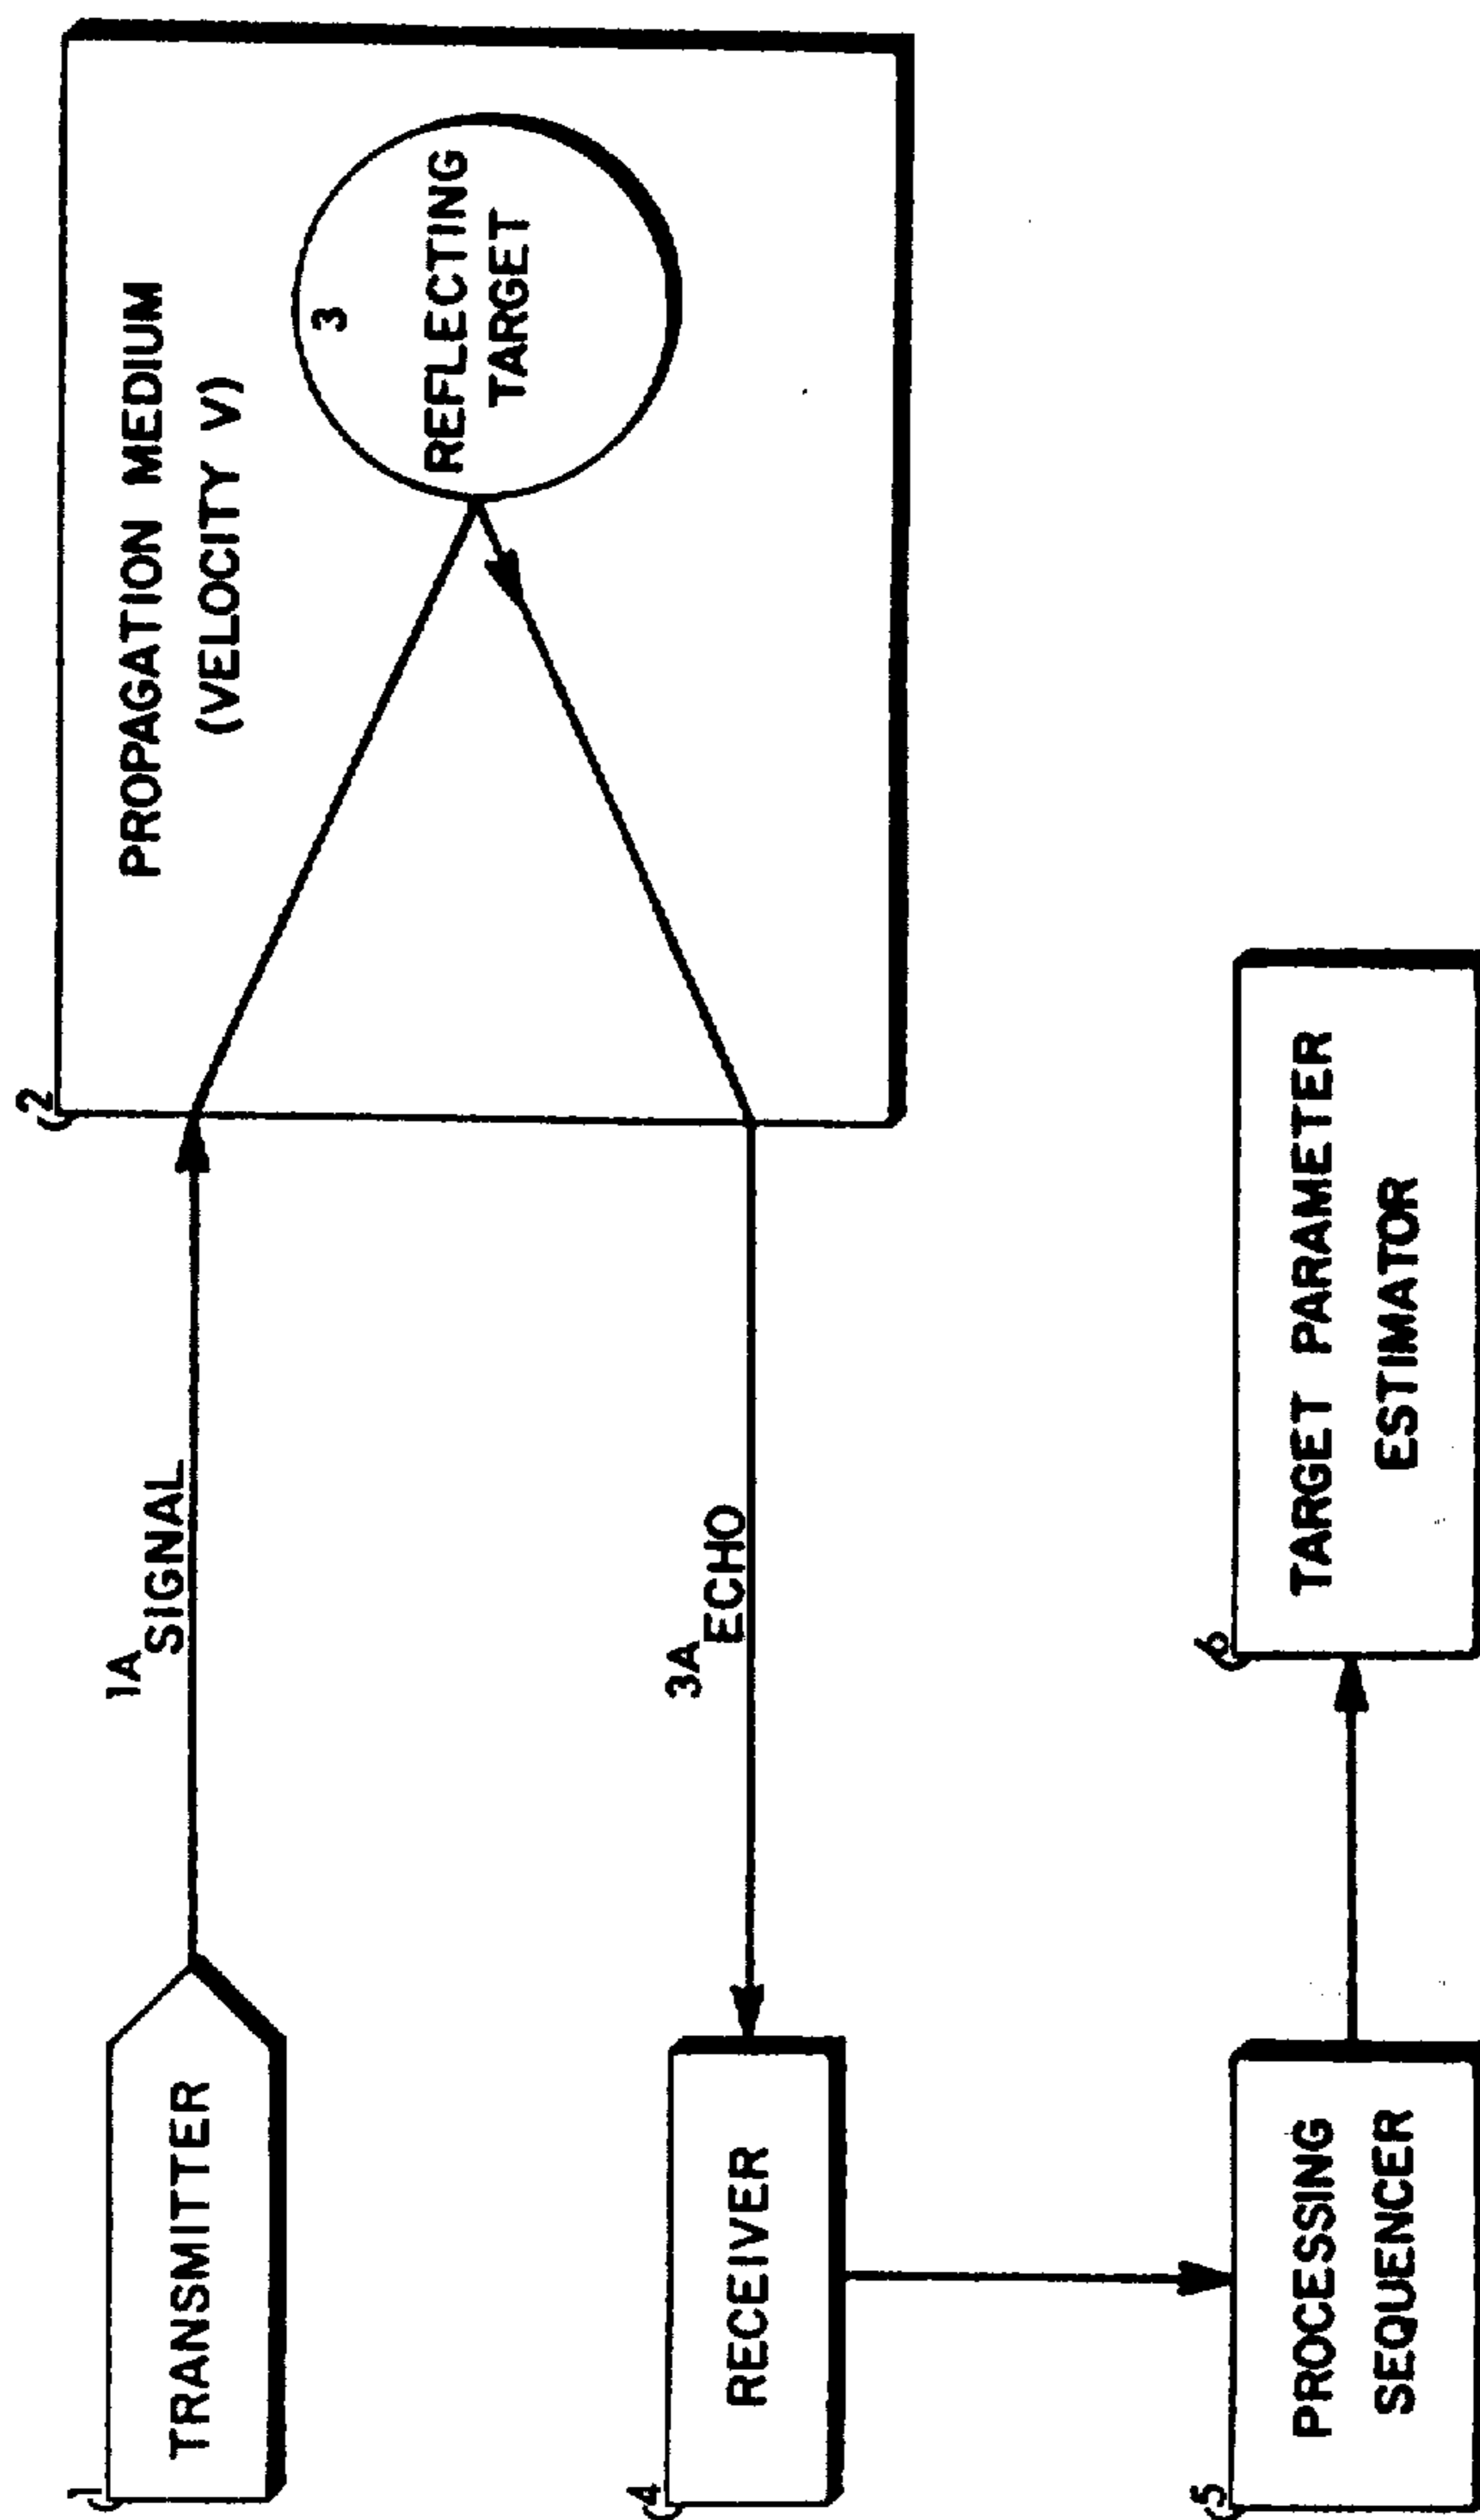 1
TRANSMITTER
1A
SIGNAL
2
PROPAGATION MEDIUM
(VELOCITY V)
3
REFLECTING
TARGET
3A
ECHO
4
RECEIVER
5
PROCESSING
SEQUENCER
6
TARGET PARAMETER
ESTIMATOR